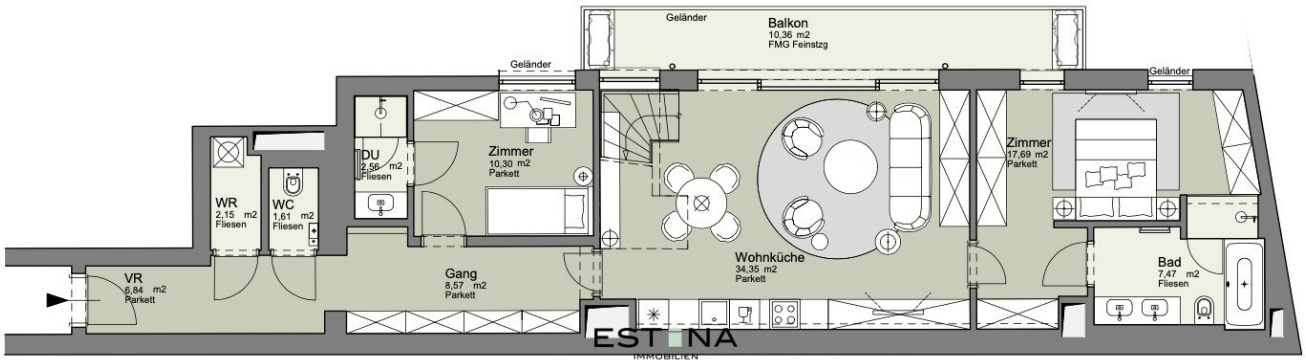 Geländer
Balkon
10,36 m2
FMG Feinstzg
Geländer
Geländer
DU
2,56 m2
Fliesen
Zimmer
10,30 m2
Parkett
Zimmer
17,69 m2
Parkett
WR
2,15 m2
Fliesen
WC
1,61 m2
Fliesen
VR
6,84 m2
Parkett
Gang
8,57 m2
Parkett
Wohnküche
34,35 m2
Parkett
Bad
7,47 m2
Fliesen
ESTINA
IMMOBILIEN